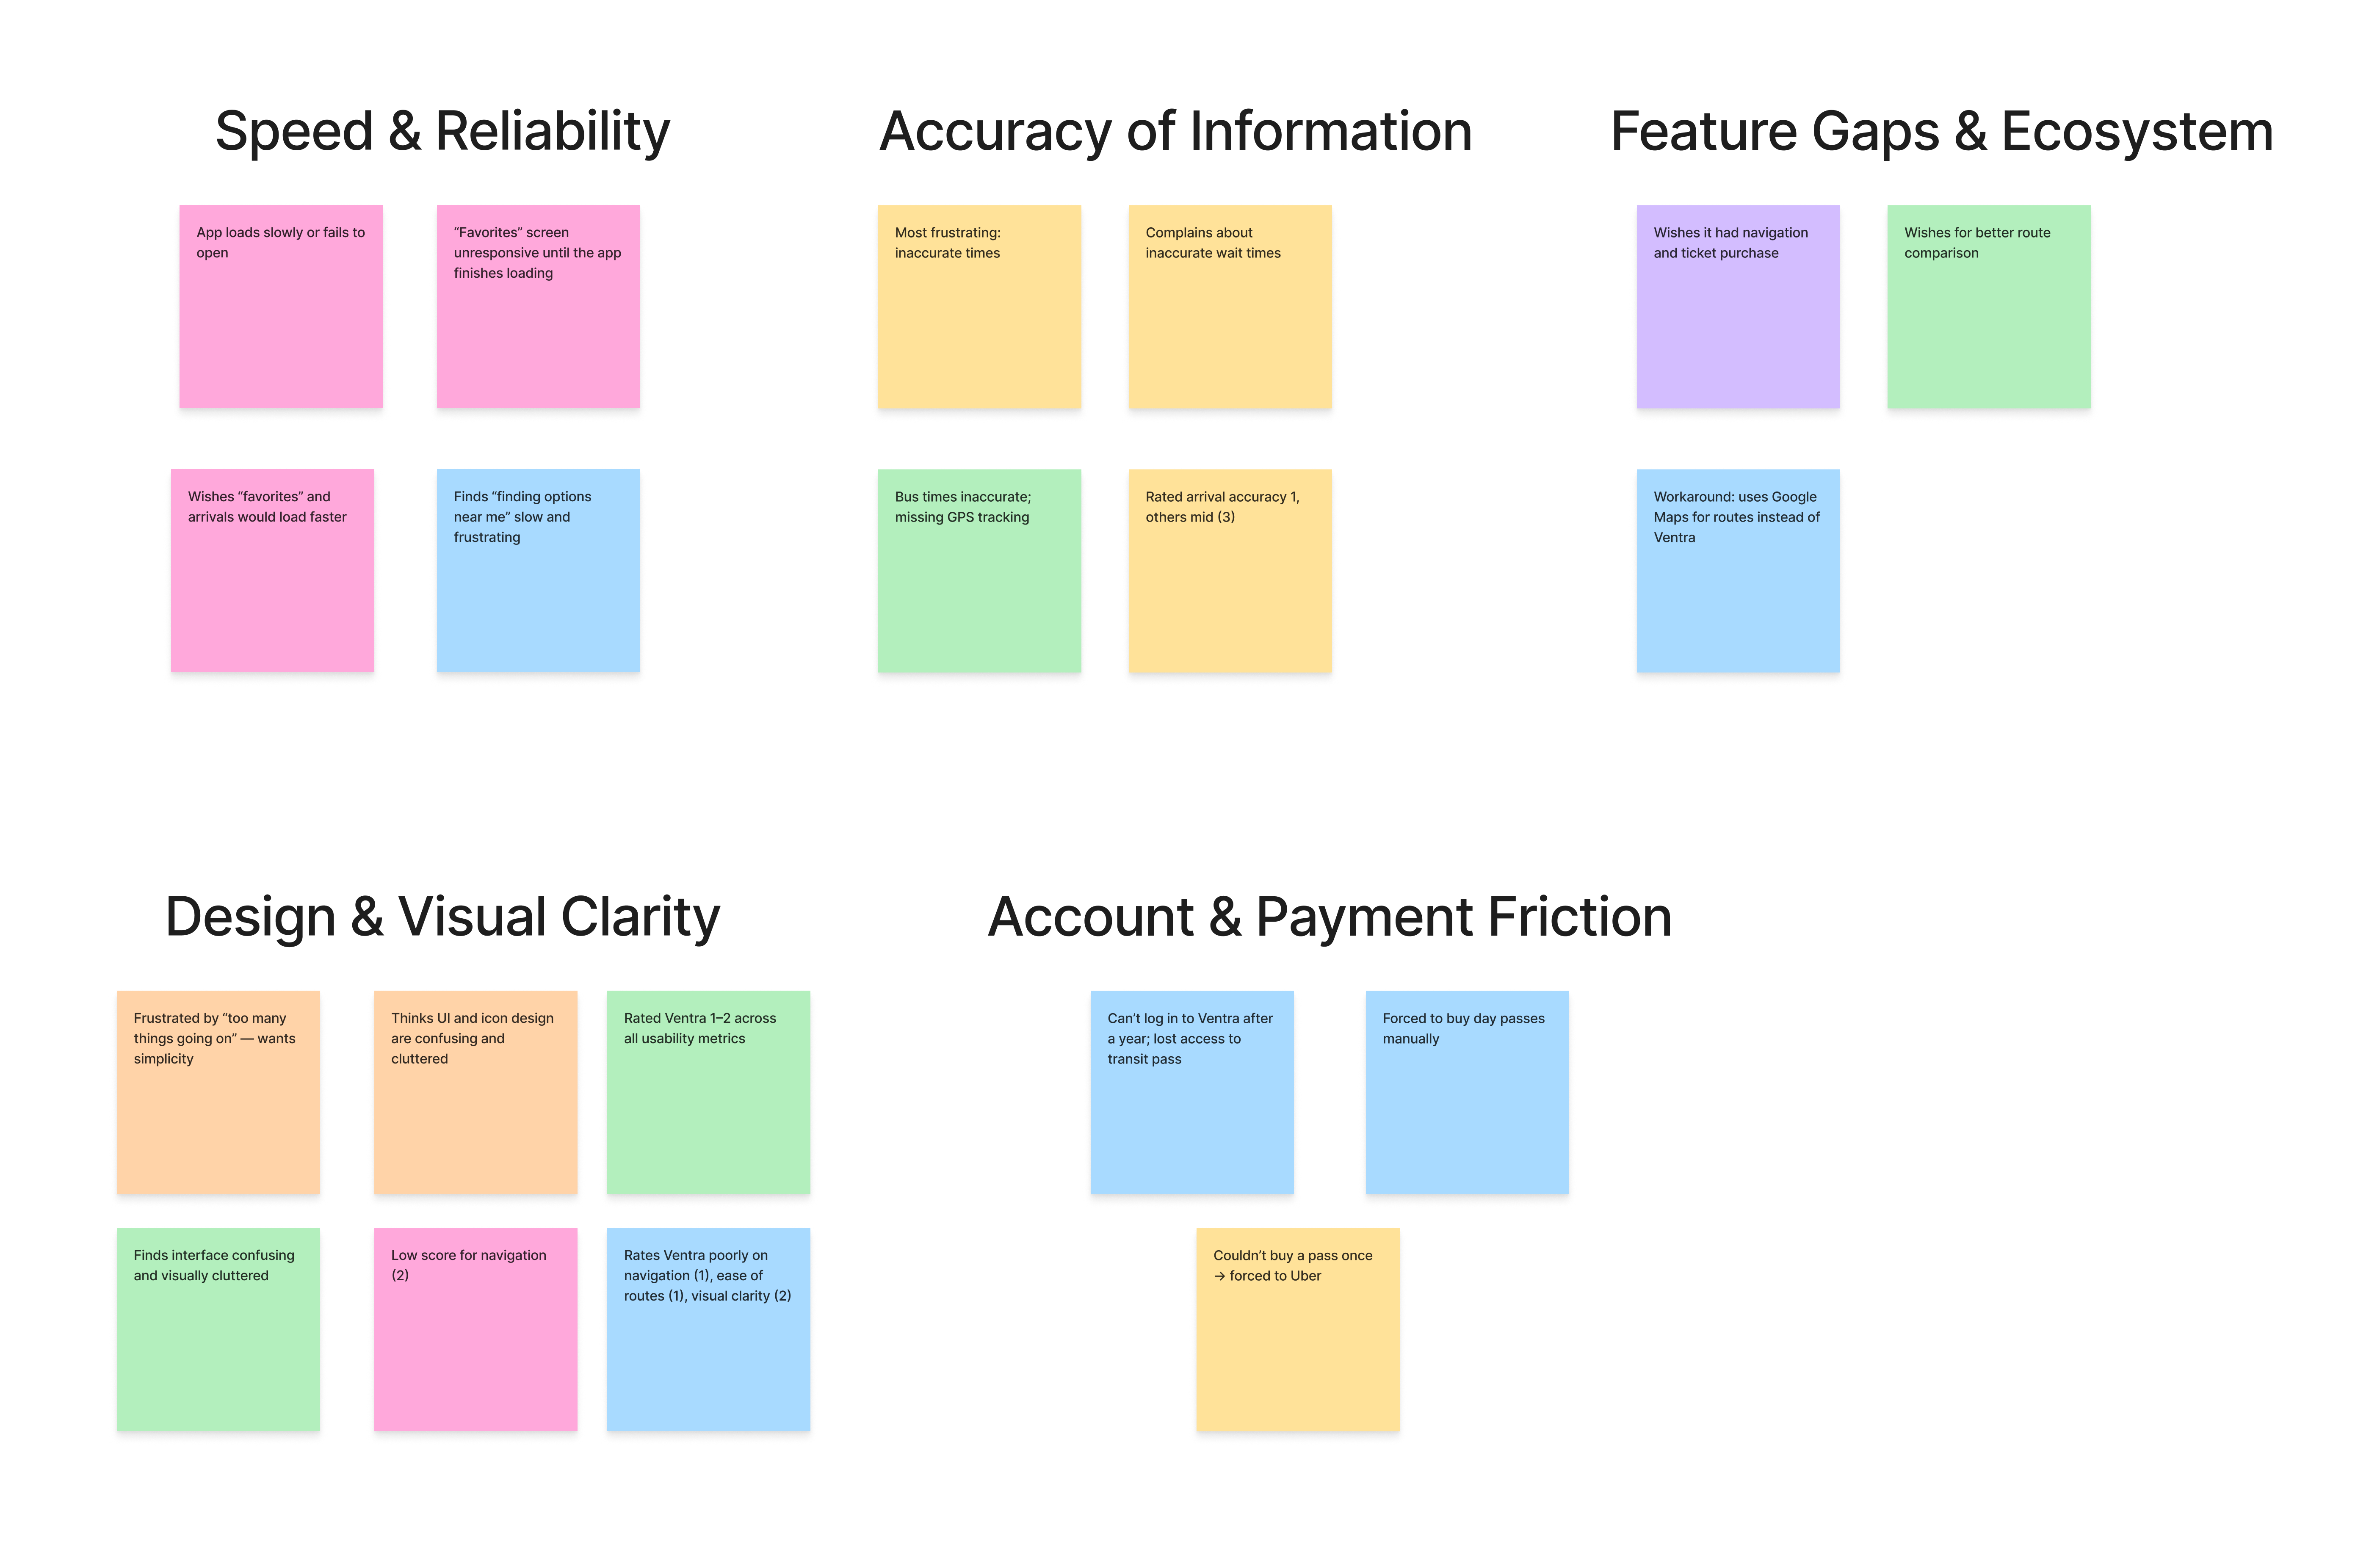 Speed & Reliability
App loads slowly or fails to
open
“Favorites” screen
unresponsive until the app
finishes loading
Wishes “favorites” and
arrivals would load faster
Finds “finding options
near me” slow and
frustrating
Accuracy of Information
Most frustrating:
inaccurate times
Complains about
inaccurate wait times
Bus times inaccurate;
missing GPS tracking
Rated arrival accuracy 1,
others mid (3)
Feature Gaps & Ecosystem
Wishes it had navigation
and ticket purchase
Wishes for better route
comparison
Workaround: uses Google
Maps for routes instead of
Ventra
Design & Visual Clarity
Frustrated by “too many
things going on” — wants
simplicity
Thinks UI and icon design
are confusing and
cluttered
Rated Ventra 1–2 across
all usability metrics
Finds interface confusing
and visually cluttered
Low score for navigation
(2)
Rates Ventra poorly on
navigation (1), ease of
routes (1), visual clarity (2)
Account & Payment Friction
Can’t log in to Ventra after
a year; lost access to
transit pass
Forced to buy day passes
manually
Couldn’t buy a pass once
→ forced to Uber